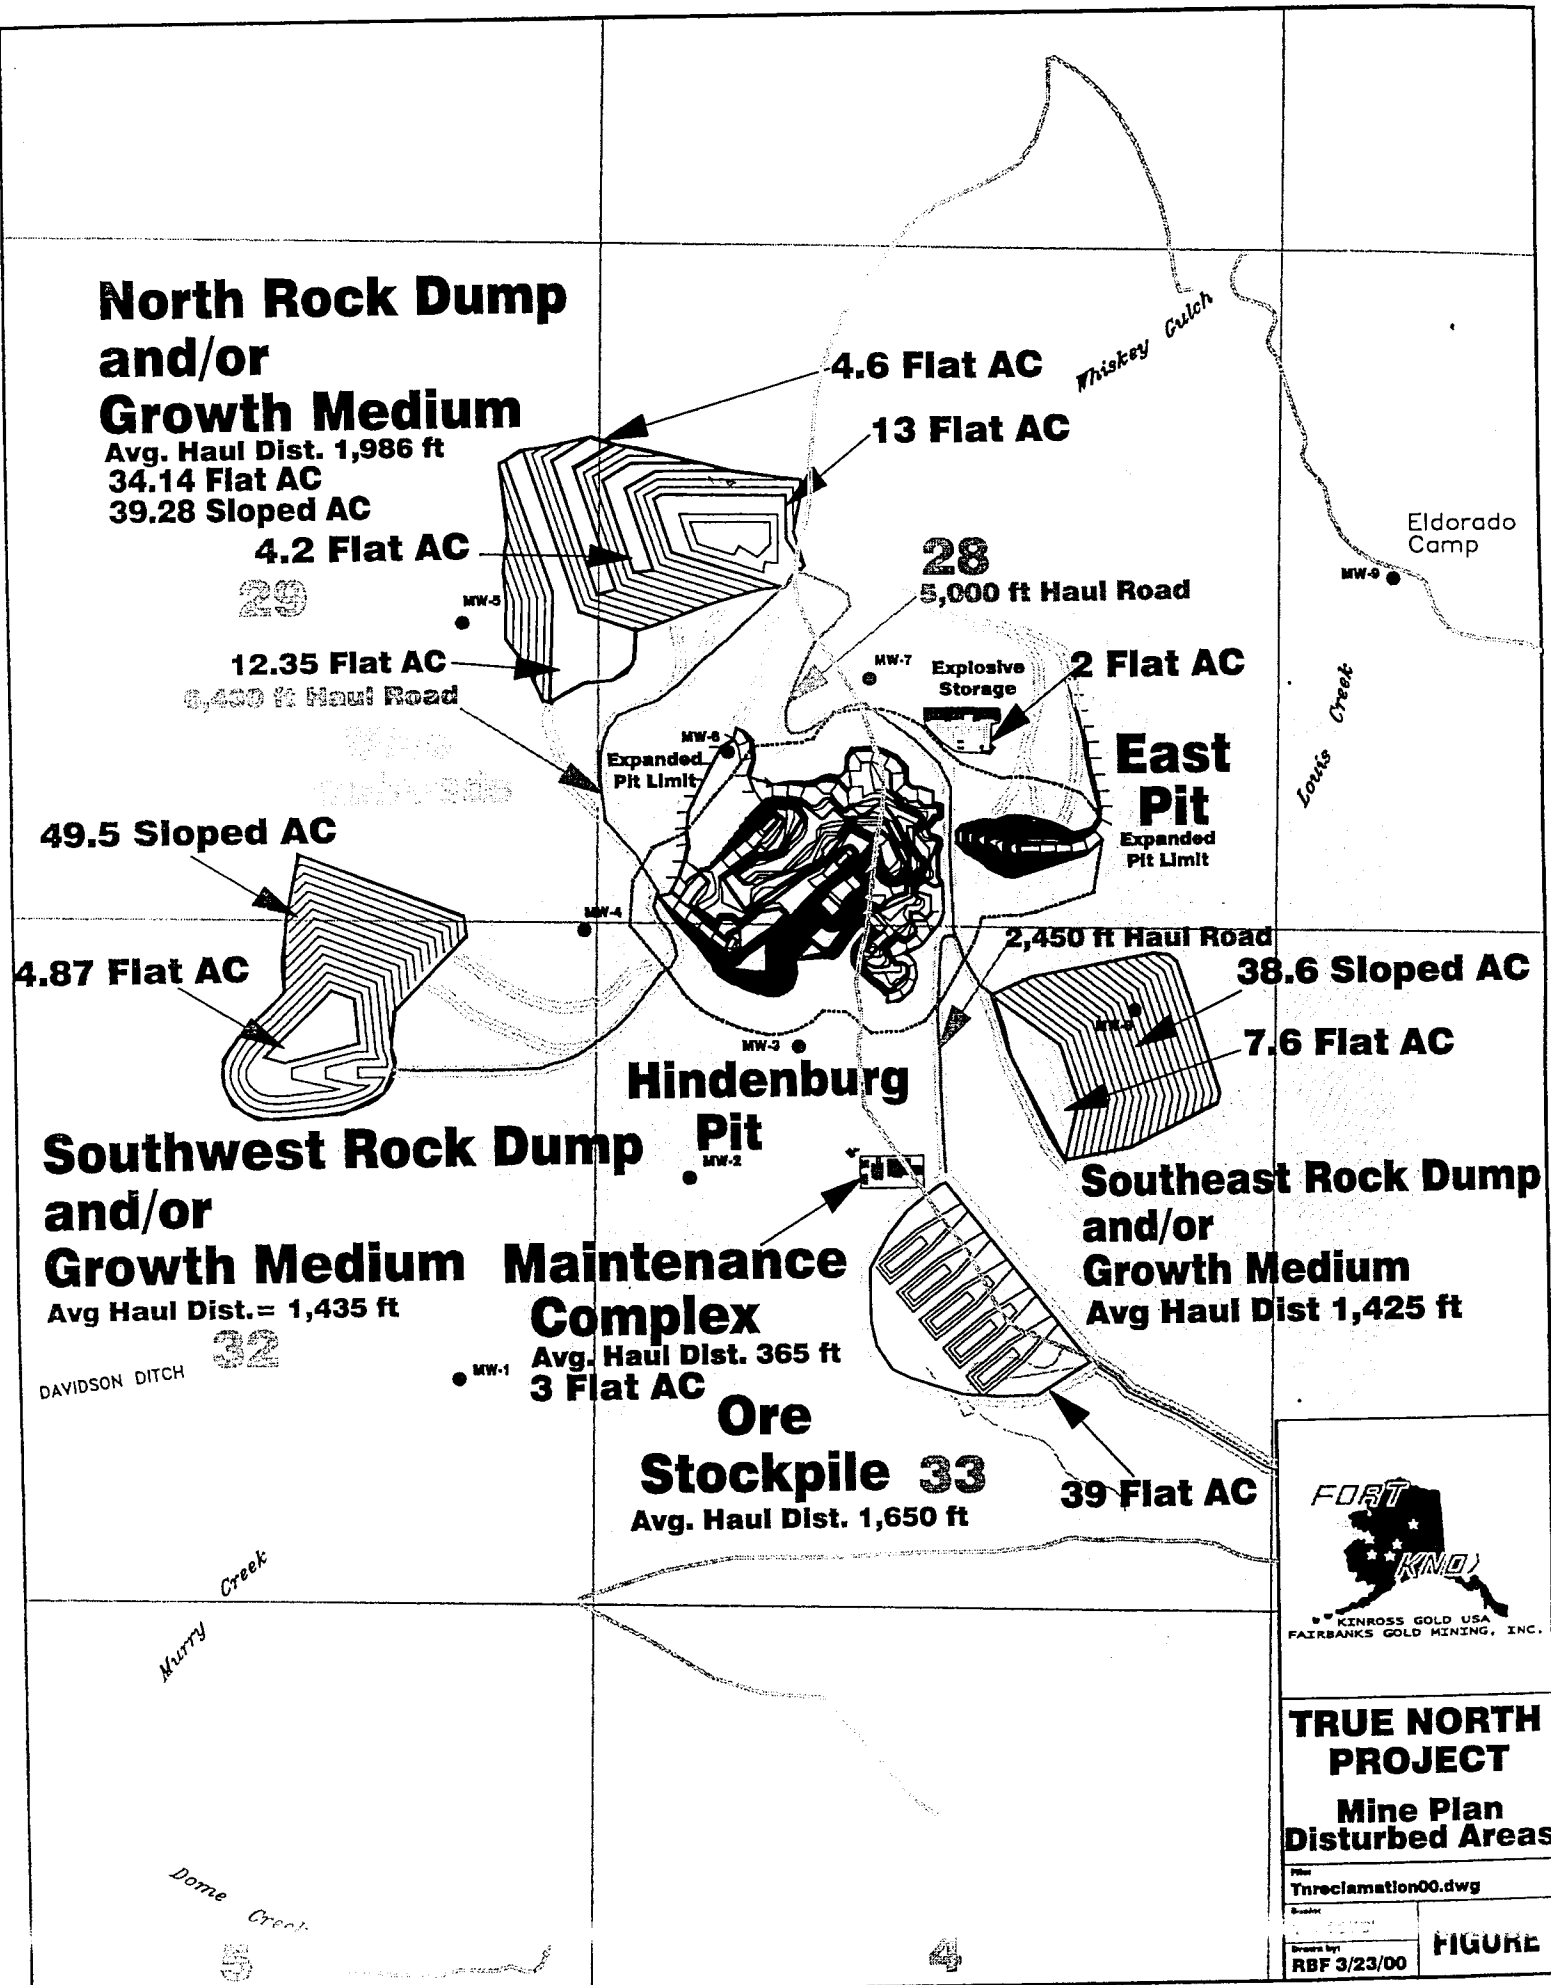 North Rock Dump
and/or
Growth Medium
Avg. Haul Dist. 1,986 ft
34.14 Flat AC
39.28 Sloped AC
4.2 Flat AC
4.6 Flat AC
13 Flat AC
Whiskey Gulch
Eldorado
Camp
MW-9
28
5,000 ft Haul Road
29
MW-5
12.35 Flat AC
Haul Road
MW-7
Explosive
Storage
2 Flat AC
MW-6
Expanded
Pit Limit
East
Pit
Expanded
Pit Limit
Louis Creek
49.5 Sloped AC
MW-4
4.87 Flat AC
2,450 ft Haul Road
38.6 Sloped AC
7.6 Flat AC
MW-3
Hindenburg
Pit
MW-2
Southwest Rock Dump
and/or
Growth Medium
Avg Haul Dist.= 1,435 ft
32
DAVIDSON DITCH
MW-1
Maintenance
Complex
Avg. Haul Dist. 365 ft
3 Flat AC
Southeast Rock Dump
and/or
Growth Medium
Avg Haul Dist 1,425 ft
Ore
Stockpile
33
Avg. Haul Dist. 1,650 ft
39 Flat AC
Murry Creek
Dome Creek
5
4
FORT
KNOX
KINROSS GOLD USA
FAIRBANKS GOLD MINING, INC.
TRUE NORTH
PROJECT
Mine Plan
Disturbed Areas
Tnreclamation00.dwg
Drawn by:
RBF 3/23/00
FIGURE